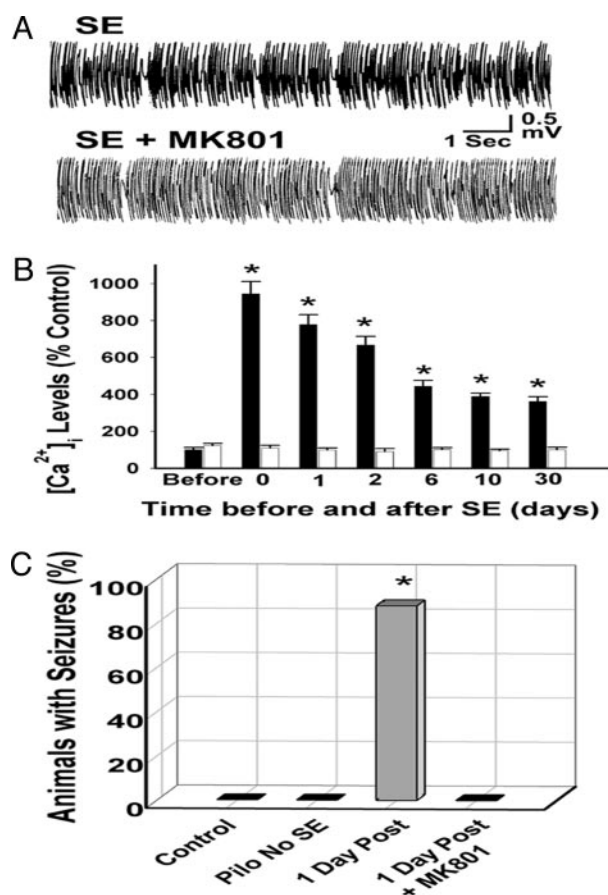 A
SE
0.5
1 Sec mV
SE + MK801
B
[Ca2+]i Levels (% Control)
1000
800
600
400
200
0
* * * * * *
Before 0 1 2 6 10 30
Time before and after SE (days)
C
Animals with Seizures (%)
100
80
60
40
20
0
*
Control
Pilo No SE
1 Day Post
1 Day Post
+ MK801